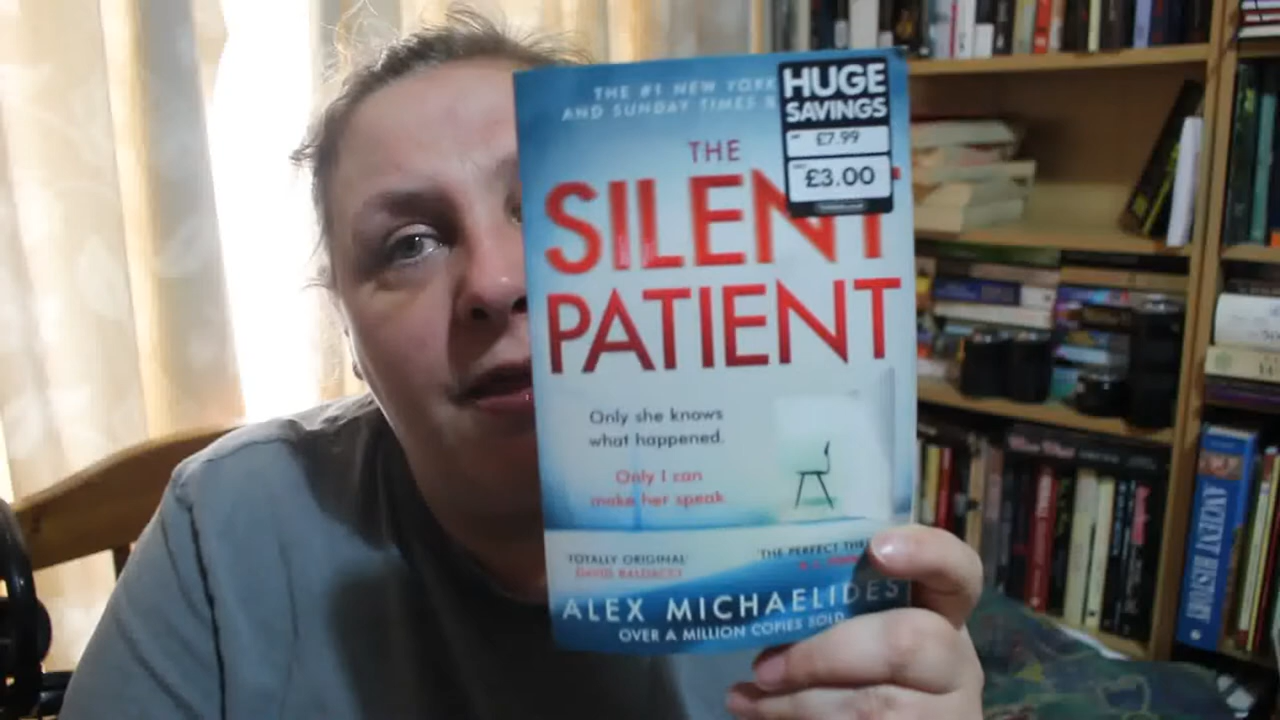 THE #1 NEW YORK
AND SUNDAY TIMES
HUGE
SAVINGS
£7.99
£3.00
THE
SILENT
PATIENT
Only she knows
what happened.
Only I can
make her speak
'TOTALLY ORIGINAL'
DAVID BALDACCI
'THE PERFECT
ALEX MICHAELIDES
OVER A MILLION COPIES SOLD
ANCIENT HISTORY